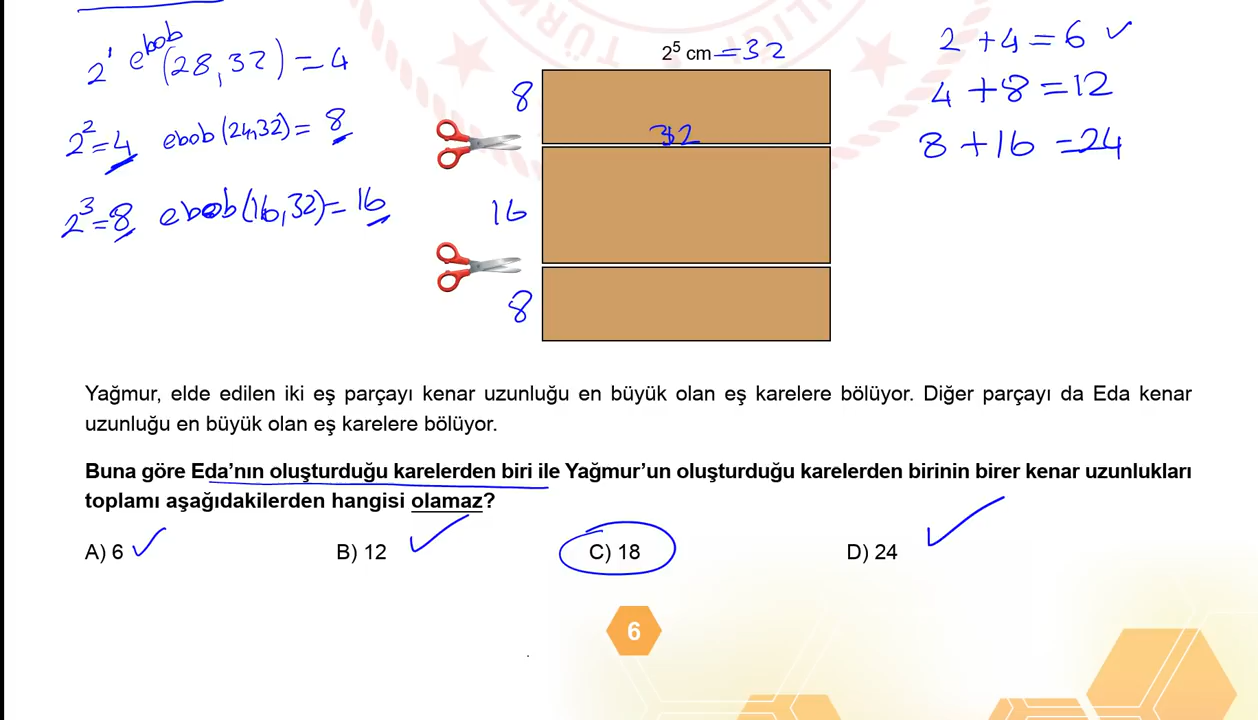 TÜRK
LIĞI
2¹ ebob(28,32)=4
2²=4 ebob(24,32)=8
2³=8 ebob(16,32)=16
2⁵ cm=32
8
32
16
8
2+4=6 ✓
4+8=12
8+16=24
Yağmur, elde edilen iki eş parçayı kenar uzunluğu en büyük olan eş karelere bölüyor. Diğer parçayı da Eda kenar
uzunluğu en büyük olan eş karelere bölüyor.
Buna göre Eda’nın oluşturduğu karelerden biri ile Yağmur’un oluşturduğu karelerden birinin birer kenar uzunlukları
toplamı aşağıdakilerden hangisi olamaz?
A) 6 ✓ B) 12 ✓ C) 18 D) 24 ✓
6